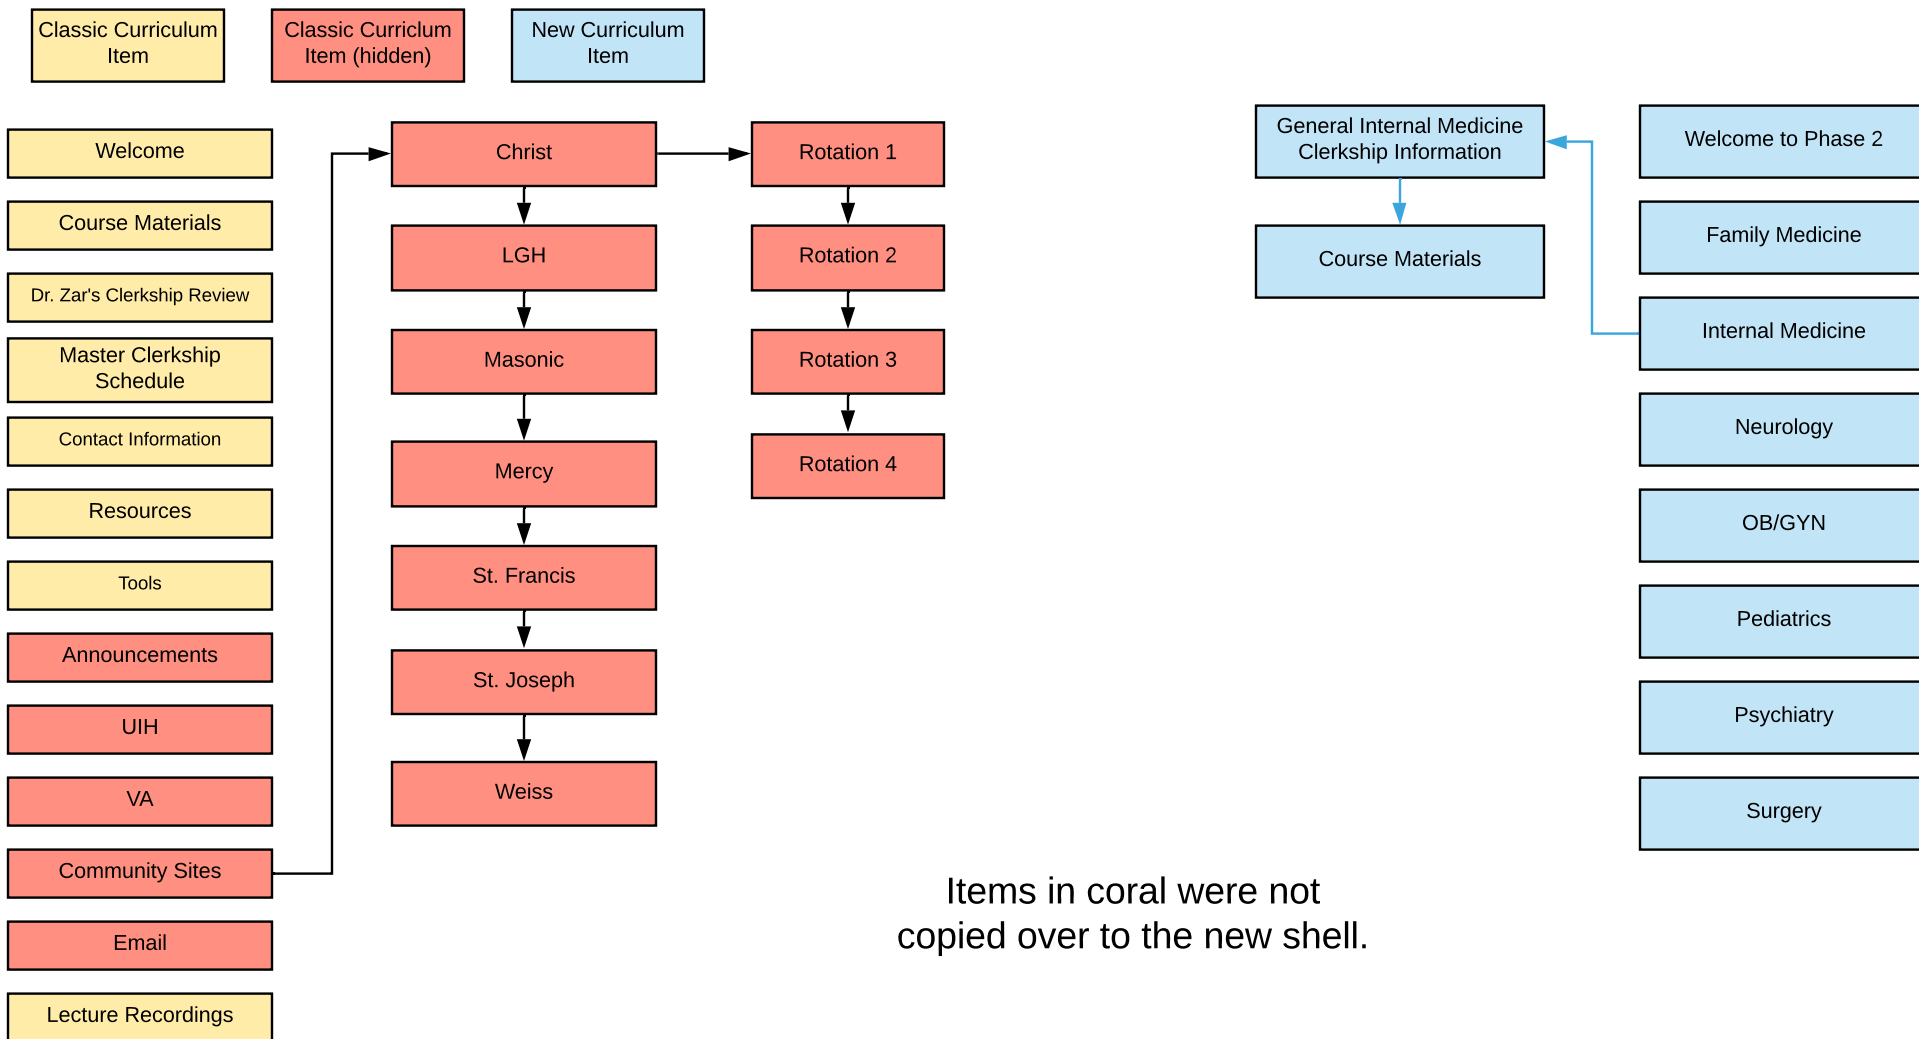 Classic Curriculum
Item
Classic Curriclum
Item (hidden)
New Curriculum
Item
Welcome
Course Materials
Dr. Zar's Clerkship Review
Master Clerkship
Schedule
Contact Information
Resources
Tools
Announcements
UIH
VA
Community Sites
Email
Lecture Recordings
Christ
LGH
Masonic
Mercy
St. Francis
St. Joseph
Weiss
Rotation 1
Rotation 2
Rotation 3
Rotation 4
General Internal Medicine
Clerkship Information
Course Materials
Welcome to Phase 2
Family Medicine
Internal Medicine
Neurology
OB/GYN
Pediatrics
Psychiatry
Surgery
Items in coral were not
copied over to the new shell.